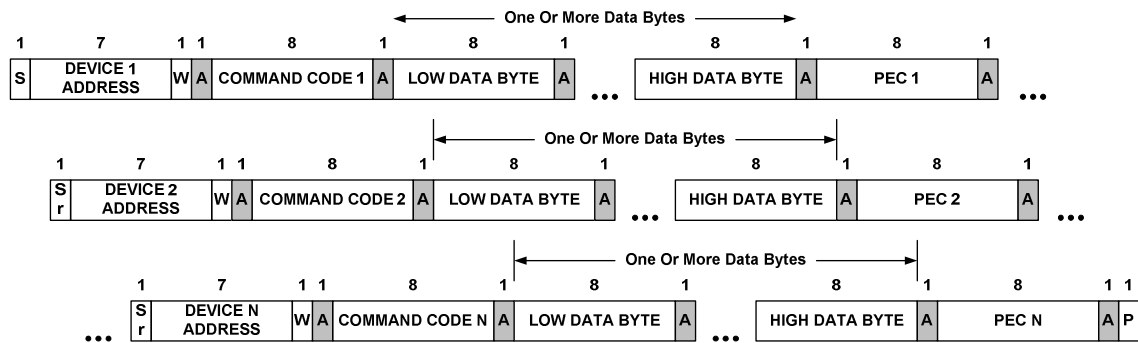 One Or More Data Bytes
1 7 1 1 8 1 8 1 8 1 8 1
S DEVICE 1 ADDRESS W A COMMAND CODE 1 A LOW DATA BYTE A ... HIGH DATA BYTE A PEC 1 A ...
One Or More Data Bytes
1 7 1 1 8 1 8 1 8 1 8 1
Sr DEVICE 2 ADDRESS W A COMMAND CODE 2 A LOW DATA BYTE A ... HIGH DATA BYTE A PEC 2 A ...
One Or More Data Bytes
1 7 1 1 8 1 8 1 8 1 8 1 1
... Sr DEVICE N ADDRESS W A COMMAND CODE N A LOW DATA BYTE A ... HIGH DATA BYTE A PEC N A P